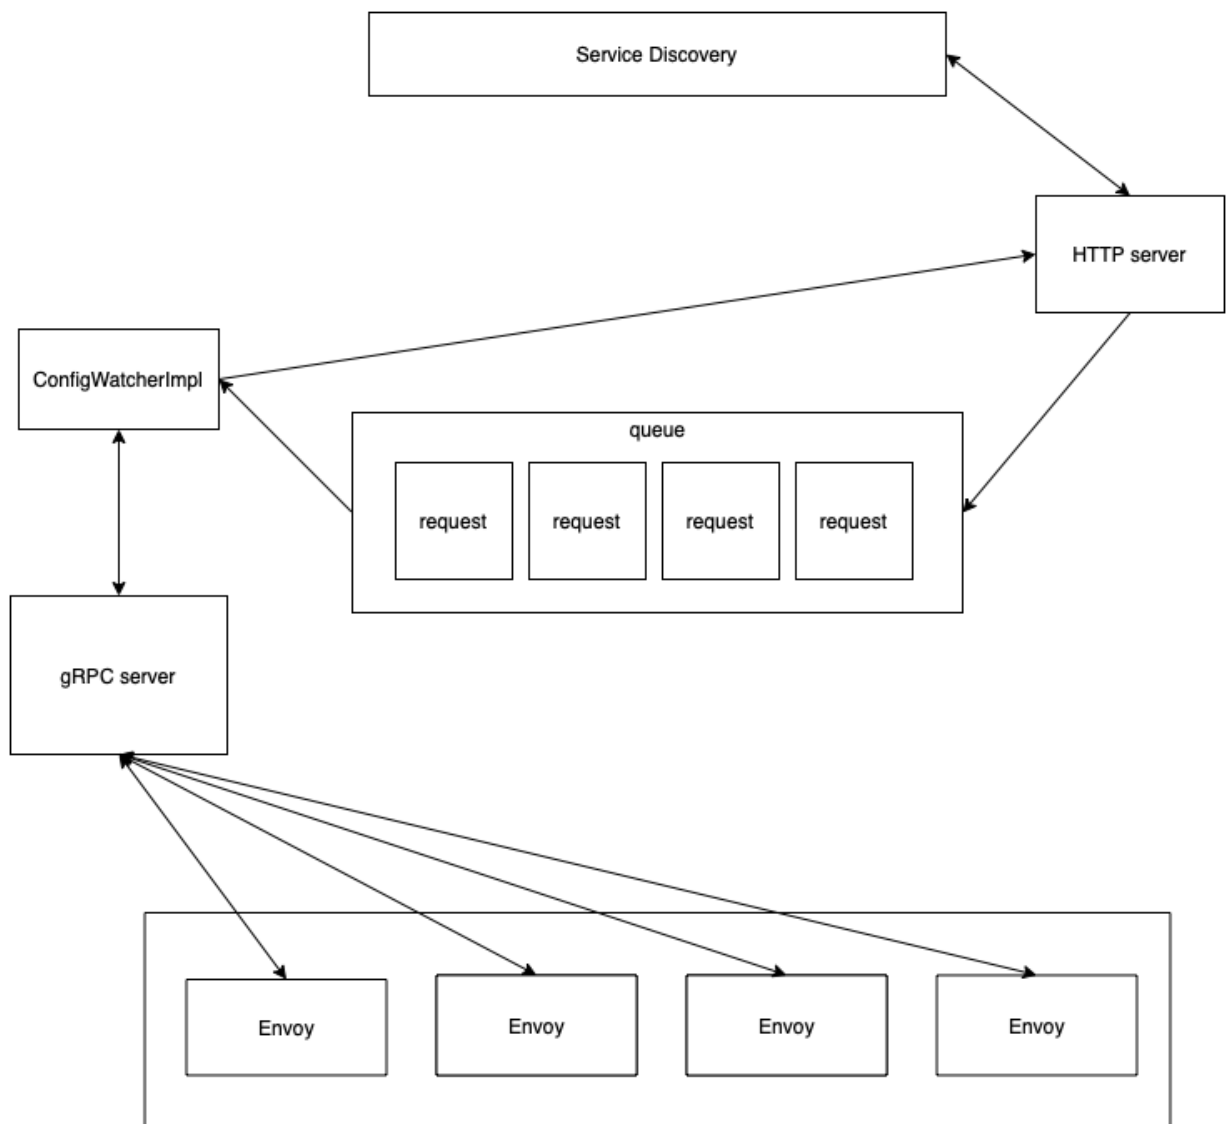 Service Discovery
HTTP server
ConfigWatcherImpl
queue
request
request
request
request
gRPC server
Envoy
Envoy
Envoy
Envoy